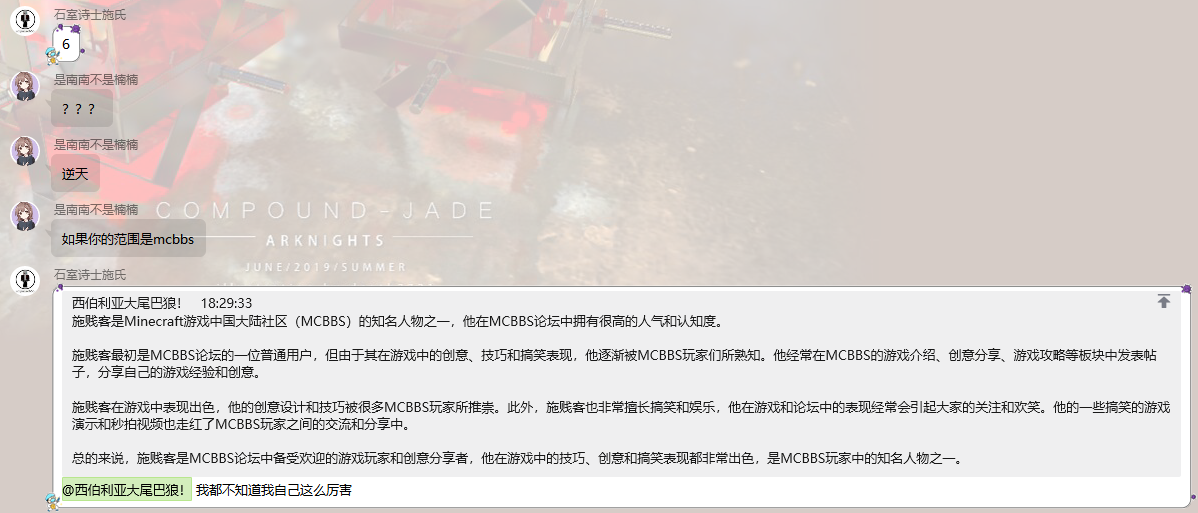 石室诗士施氏
6
是南南不是楠楠
？？？
是南南不是楠楠
逆天
是南南不是楠楠
COMPOUND-JADE
如果你的范围是mcbbs
ARKNIGHTS
JUNE/2019/SUMMER
石室诗士施氏
西伯利亚大尾巴狼！ 18:29:33
施贱客是Minecraft游戏中国大陆社区（MCBBS）的知名人物之一，他在MCBBS论坛中拥有很高的人气和认知度。
施贱客最初是MCBBS论坛的一位普通用户，但由于其在游戏中的创意、技巧和搞笑表现，他逐渐被MCBBS玩家们所熟知。他经常在MCBBS的游戏介绍、创意分享、游戏攻略等板块中发表帖
子，分享自己的游戏经验和创意。
施贱客在游戏中表现出色，他的创意设计和技巧被很多MCBBS玩家所推崇。此外，施贱客也非常擅长搞笑和娱乐，他在游戏和论坛中的表现经常会引起大家的关注和欢笑。他的一些搞笑的游戏
演示和秒拍视频也走红了MCBBS玩家之间的交流和分享中。
总的来说，施贱客是MCBBS论坛中备受欢迎的游戏玩家和创意分享者，他在游戏中的技巧、创意和搞笑表现都非常出色，是MCBBS玩家中的知名人物之一。
@西伯利亚大尾巴狼！ 我都不知道我自己这么厉害